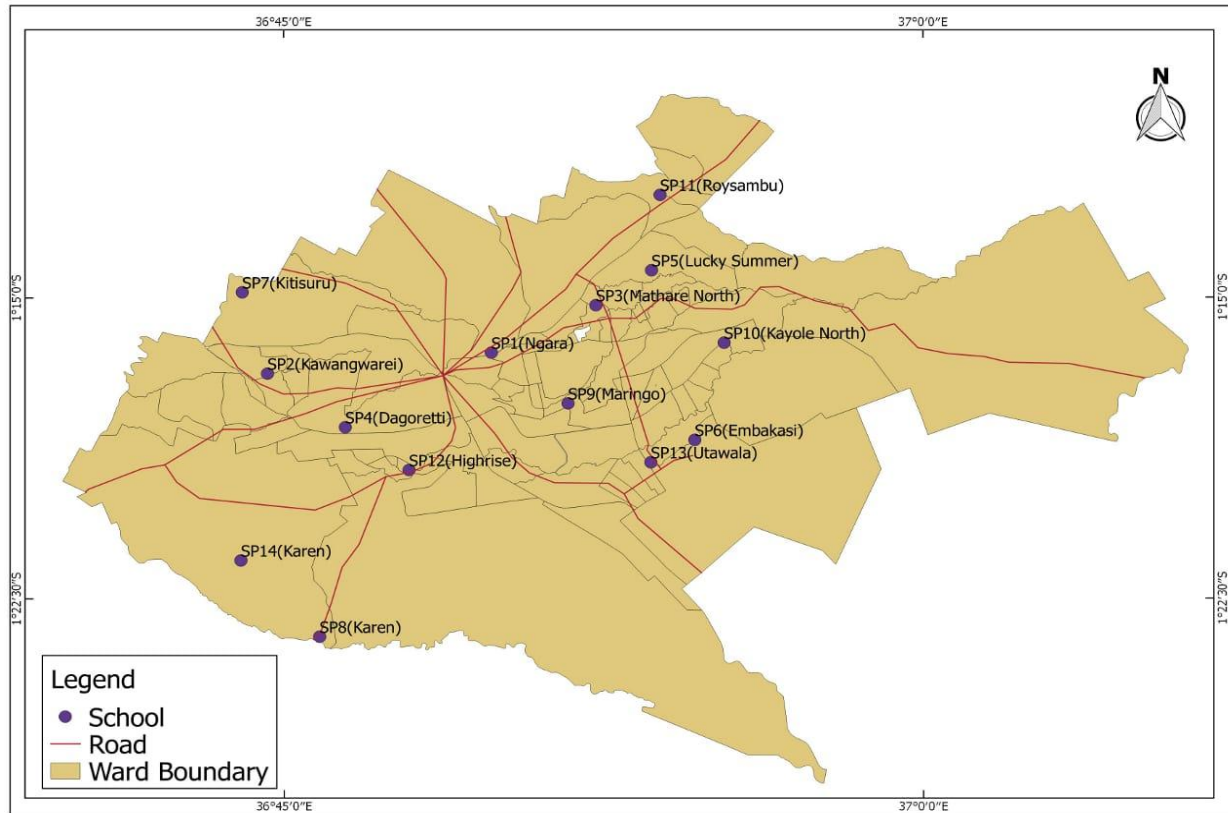 36°45′0″E
37°0′0″E
N
SP11(Roysambu)
SP5(Lucky Summer)
SP7(Kitisuru)
1°15′0″S
1°15′0″S
SP3(Mathare North)
SP10(Kayole North)
SP1(Ngara)
SP2(Kawangwarei)
SP9(Maringo)
SP4(Dagoretti)
SP6(Embakasi)
SP13(Utawala)
SP12(Highrise)
SP14(Karen)
1°22′30″S
1°22′30″S
SP8(Karen)
Legend
School
Road
Ward Boundary
36°45′0″E
37°0′0″E